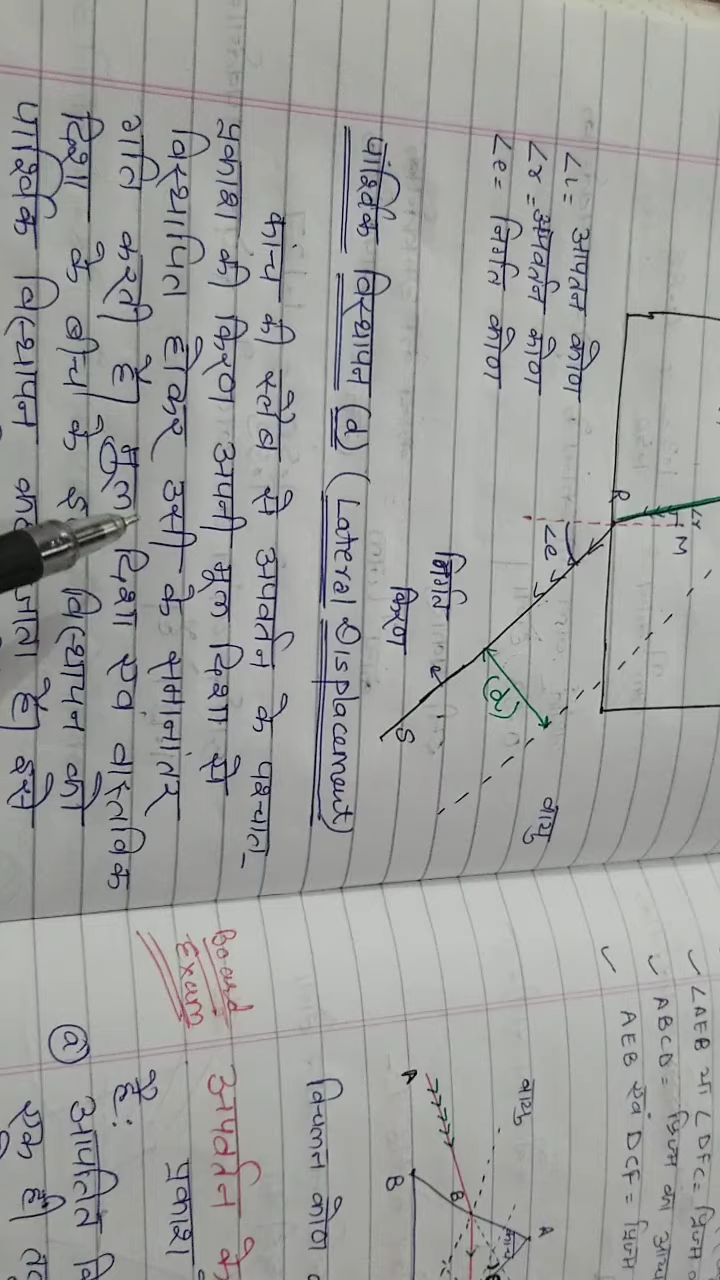 ∠i = आपतन कोण
∠r = अपवर्तन कोण
∠e = निर्गत कोण
∠r
M
R
∠e
(d)
निर्गत
किरण
S
वायु
पार्श्विक विस्थापन (d) (Lateral Displacement)
कांच की स्लैब से अपवर्तन के पश्चात
प्रकाश की किरण अपनी मूल दिशा से
विस्थापित होकर उसी के समानांतर
गति करती है। मूल दिशा एवं वास्तविक
दिशा के बीच के विस्थापन को
पार्श्विक विस्थापन जाता है। इसे
∠AEB या ∠DFC = प्रिज्म
ABCD = प्रिज्म का
AEB एवं DCF = प्रिज्म
वायु
A
A
B
B
कांच
विचलन कोण
Board
Exam
अपवर्तन के
है:
प्रकाश
(a)
आपतित
एक ही